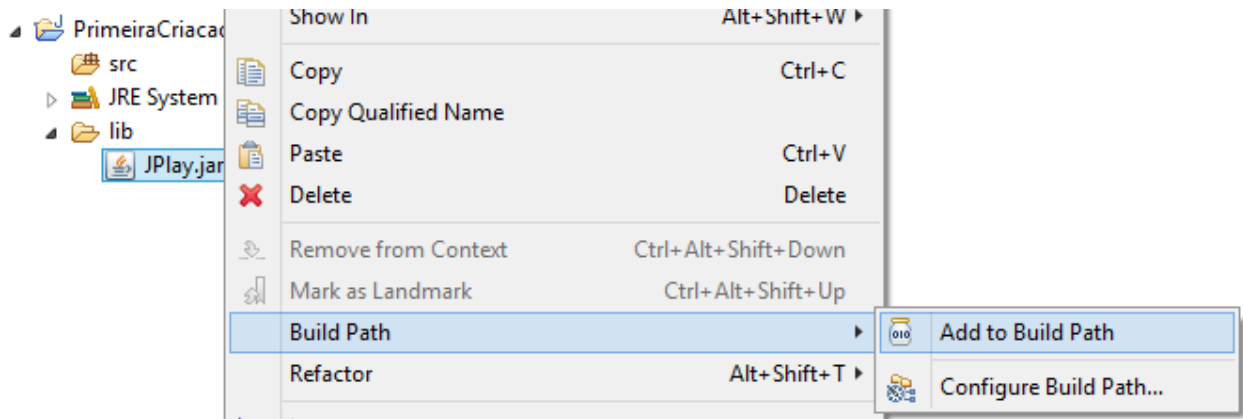 Show In Alt+Shift+W
PrimeiraCriacao
src
Copy Ctrl+C
JRE System
Copy Qualified Name
lib
Paste Ctrl+V
JPlay.jar
Delete Delete
Remove from Context Ctrl+Alt+Shift+Down
Mark as Landmark Ctrl+Alt+Shift+Up
Build Path
010 Add to Build Path
Refactor Alt+Shift+T
Configure Build Path...